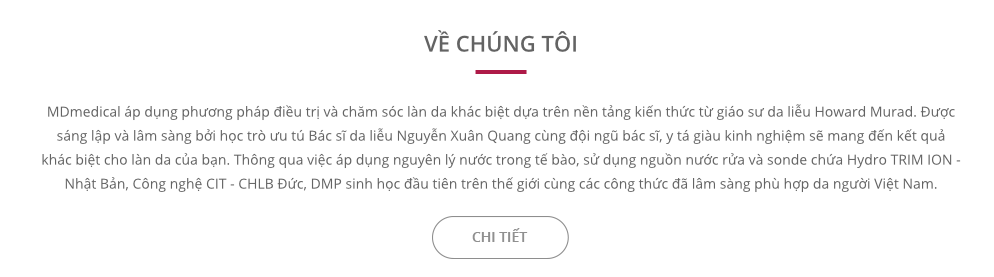 VỀ CHÚNG TÔI
MDmedical áp dụng phương pháp điều trị và chăm sóc làn da khác biệt dựa trên nền tảng kiến thức từ giáo sư da liễu Howard Murad. Được
sáng lập và lâm sàng bởi học trò ưu tú Bác sĩ da liễu Nguyễn Xuân Quang cùng đội ngũ bác sĩ, y tá giàu kinh nghiệm sẽ mang đến kết quả
khác biệt cho làn da của bạn. Thông qua việc áp dụng nguyên lý nước trong tế bào, sử dụng nguồn nước rửa và sonde chứa Hydro TRIM ION -
Nhật Bản, Công nghệ CIT - CHLB Đức, DMP sinh học đầu tiên trên thế giới cùng các công thức đã lâm sàng phù hợp da người Việt Nam.
CHI TIẾT